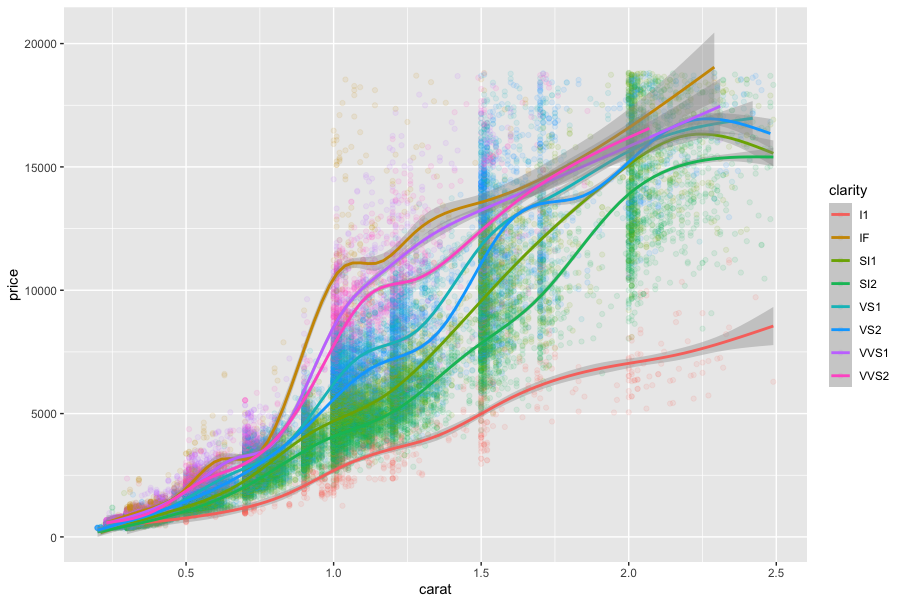 20000
15000
10000
5000
0
price
0.5 1.0 1.5 2.0 2.5
carat
clarity
I1
IF
SI1
SI2
VS1
VS2
VVS1
VVS2